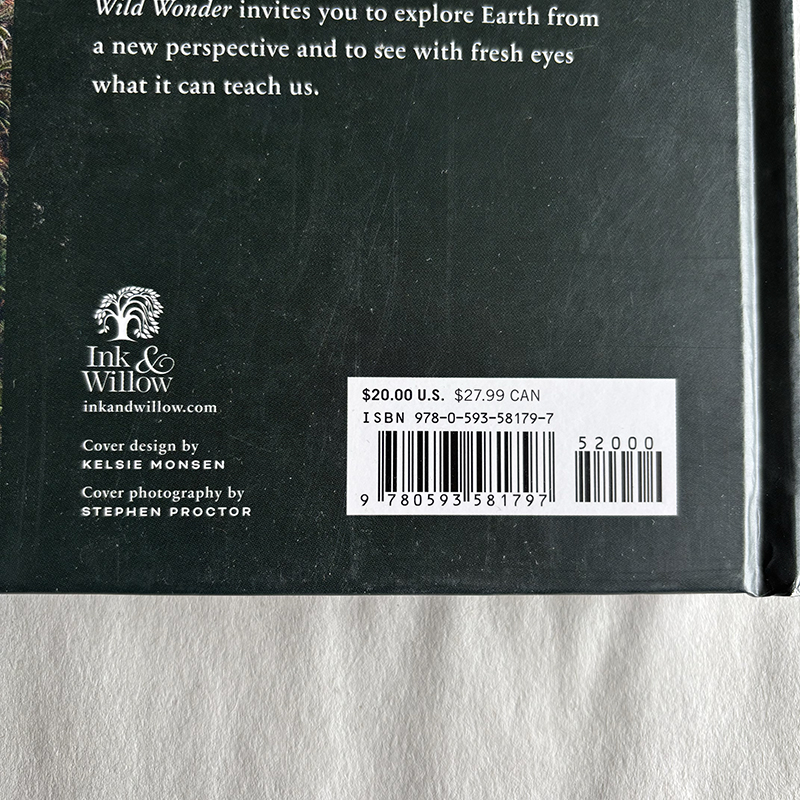 Wild Wonder invites you to explore Earth from
a new perspective and to see with fresh eyes
what it can teach us.
Ink &
Willow
inkandwillow.com
Cover design by
KELSIE MONSEN
Cover photography by
STEPHEN PROCTOR
$20.00 U.S. $27.99 CAN
ISBN 978-0-593-58179-7
52000
9 780593 581797